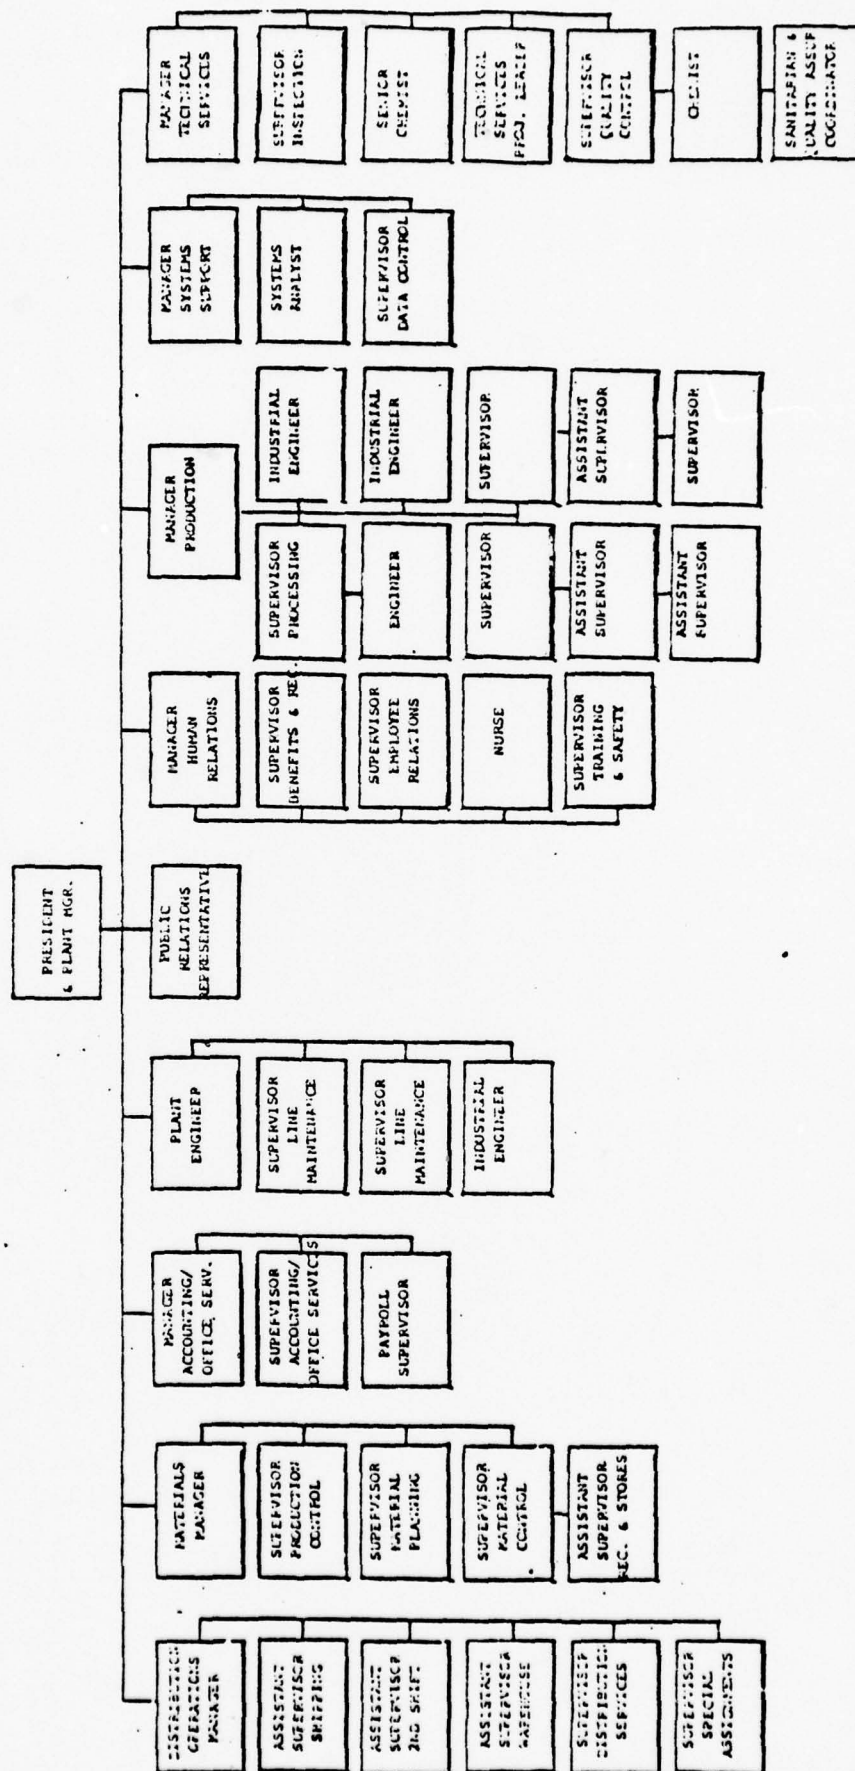 PRESIDENT
& PLANT MGR.
DISTRIBUTION
OPERATIONS
MANAGER
ASSISTANT
SUPERVISOR
SHIPPING
ASSISTANT
SUPERVISOR
2ND SHIFT
ASSISTANT
SUPERVISOR
WAREHOUSE
SUPERVISOR
DISTRIBUTION
SERVICES
SUPERVISOR
SPECIAL
ASSIGNMENTS
MATERIALS
MANAGER
SUPERVISOR
PRODUCTION
CONTROL
SUPERVISOR
MATERIAL
PLANNING
SUPERVISOR
MATERIAL
CONTROL
ASSISTANT
SUPERVISOR
REC. & STORES
MANAGER
ACCOUNTING/
OFFICE SERV.
SUPERVISOR
ACCOUNTING/
OFFICE SERVICES
PAYROLL
SUPERVISOR
PLANT
ENGINEER
SUPERVISOR
LINE
MAINTENANCE
SUPERVISOR
LINE
MAINTENANCE
INDUSTRIAL
ENGINEER
PUBLIC
RELATIONS
REPRESENTATIVE
MANAGER
HUMAN
RELATIONS
SUPERVISOR
BENEFITS & REC.
SUPERVISOR
EMPLOYEE
RELATIONS
NURSE
SUPERVISOR
TRAINING
& SAFETY
MANAGER
PRODUCTION
SUPERVISOR
PROCESSING
ENGINEER
SUPERVISOR
ASSISTANT
SUPERVISOR
ASSISTANT
SUPERVISOR
INDUSTRIAL
ENGINEER
INDUSTRIAL
ENGINEER
SUPERVISOR
ASSISTANT
SUPERVISOR
SUPERVISOR
MANAGER
SYSTEMS
SUPPORT
SYSTEMS
ANALYST
SUPERVISOR
DATA CONTROL
MANAGER
TECHNICAL
SERVICES
SUPERVISOR
INSPECTION
SENIOR
CHEMIST
TECHNICAL
SERVICES
PROJ. LEADER
SUPERVISOR
QUALITY
CONTROL
CHEMIST
SANITARIAN &
QUALITY ASSUR
COORDINATOR